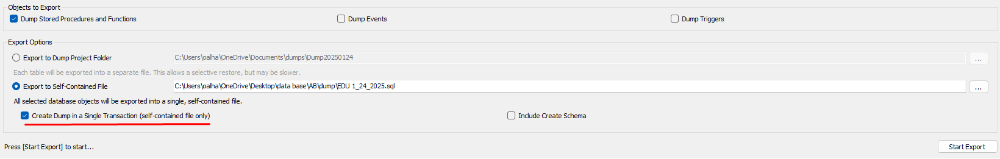 Objects to Export
Dump Stored Procedures and Functions Dump Events Dump Triggers
Export Options
Export to Dump Project Folder C:\Users\oalha\OneDrive\Documents\dumps\Dump20250124 ...
Each table will be exported into a separate file. This allows a selective restore, but may be slower.
Export to Self-Contained File C:\Users\oalha\OneDrive\Desktop\data base\AB\dump\EDU 1_24_2025.sql ...
All selected database objects will be exported into a single, self-contained file.
Create Dump in a Single Transaction (self-contained file only) Include Create Schema
Press [Start Export] to start... Start Export